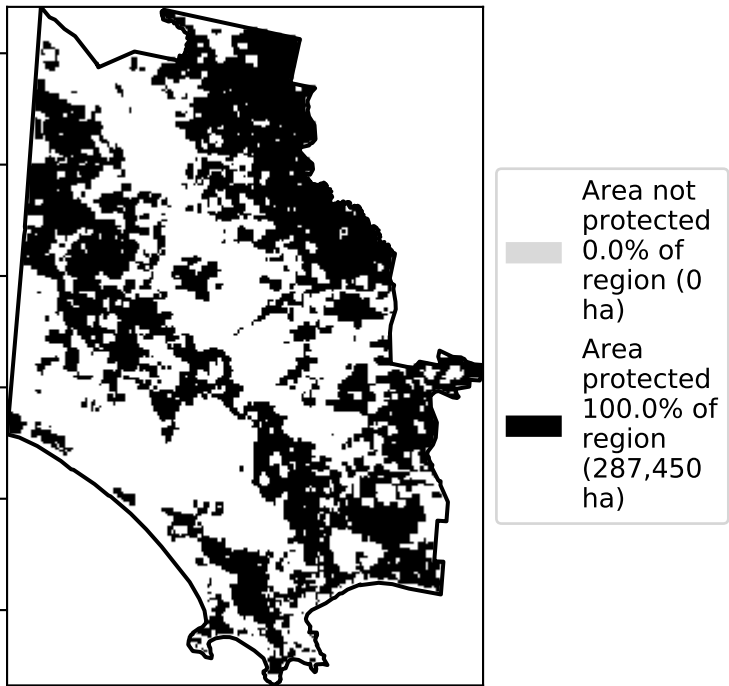 Area not
protected
0.0% of
region (0
ha)
Area
protected
100.0% of
region
(287,450
ha)